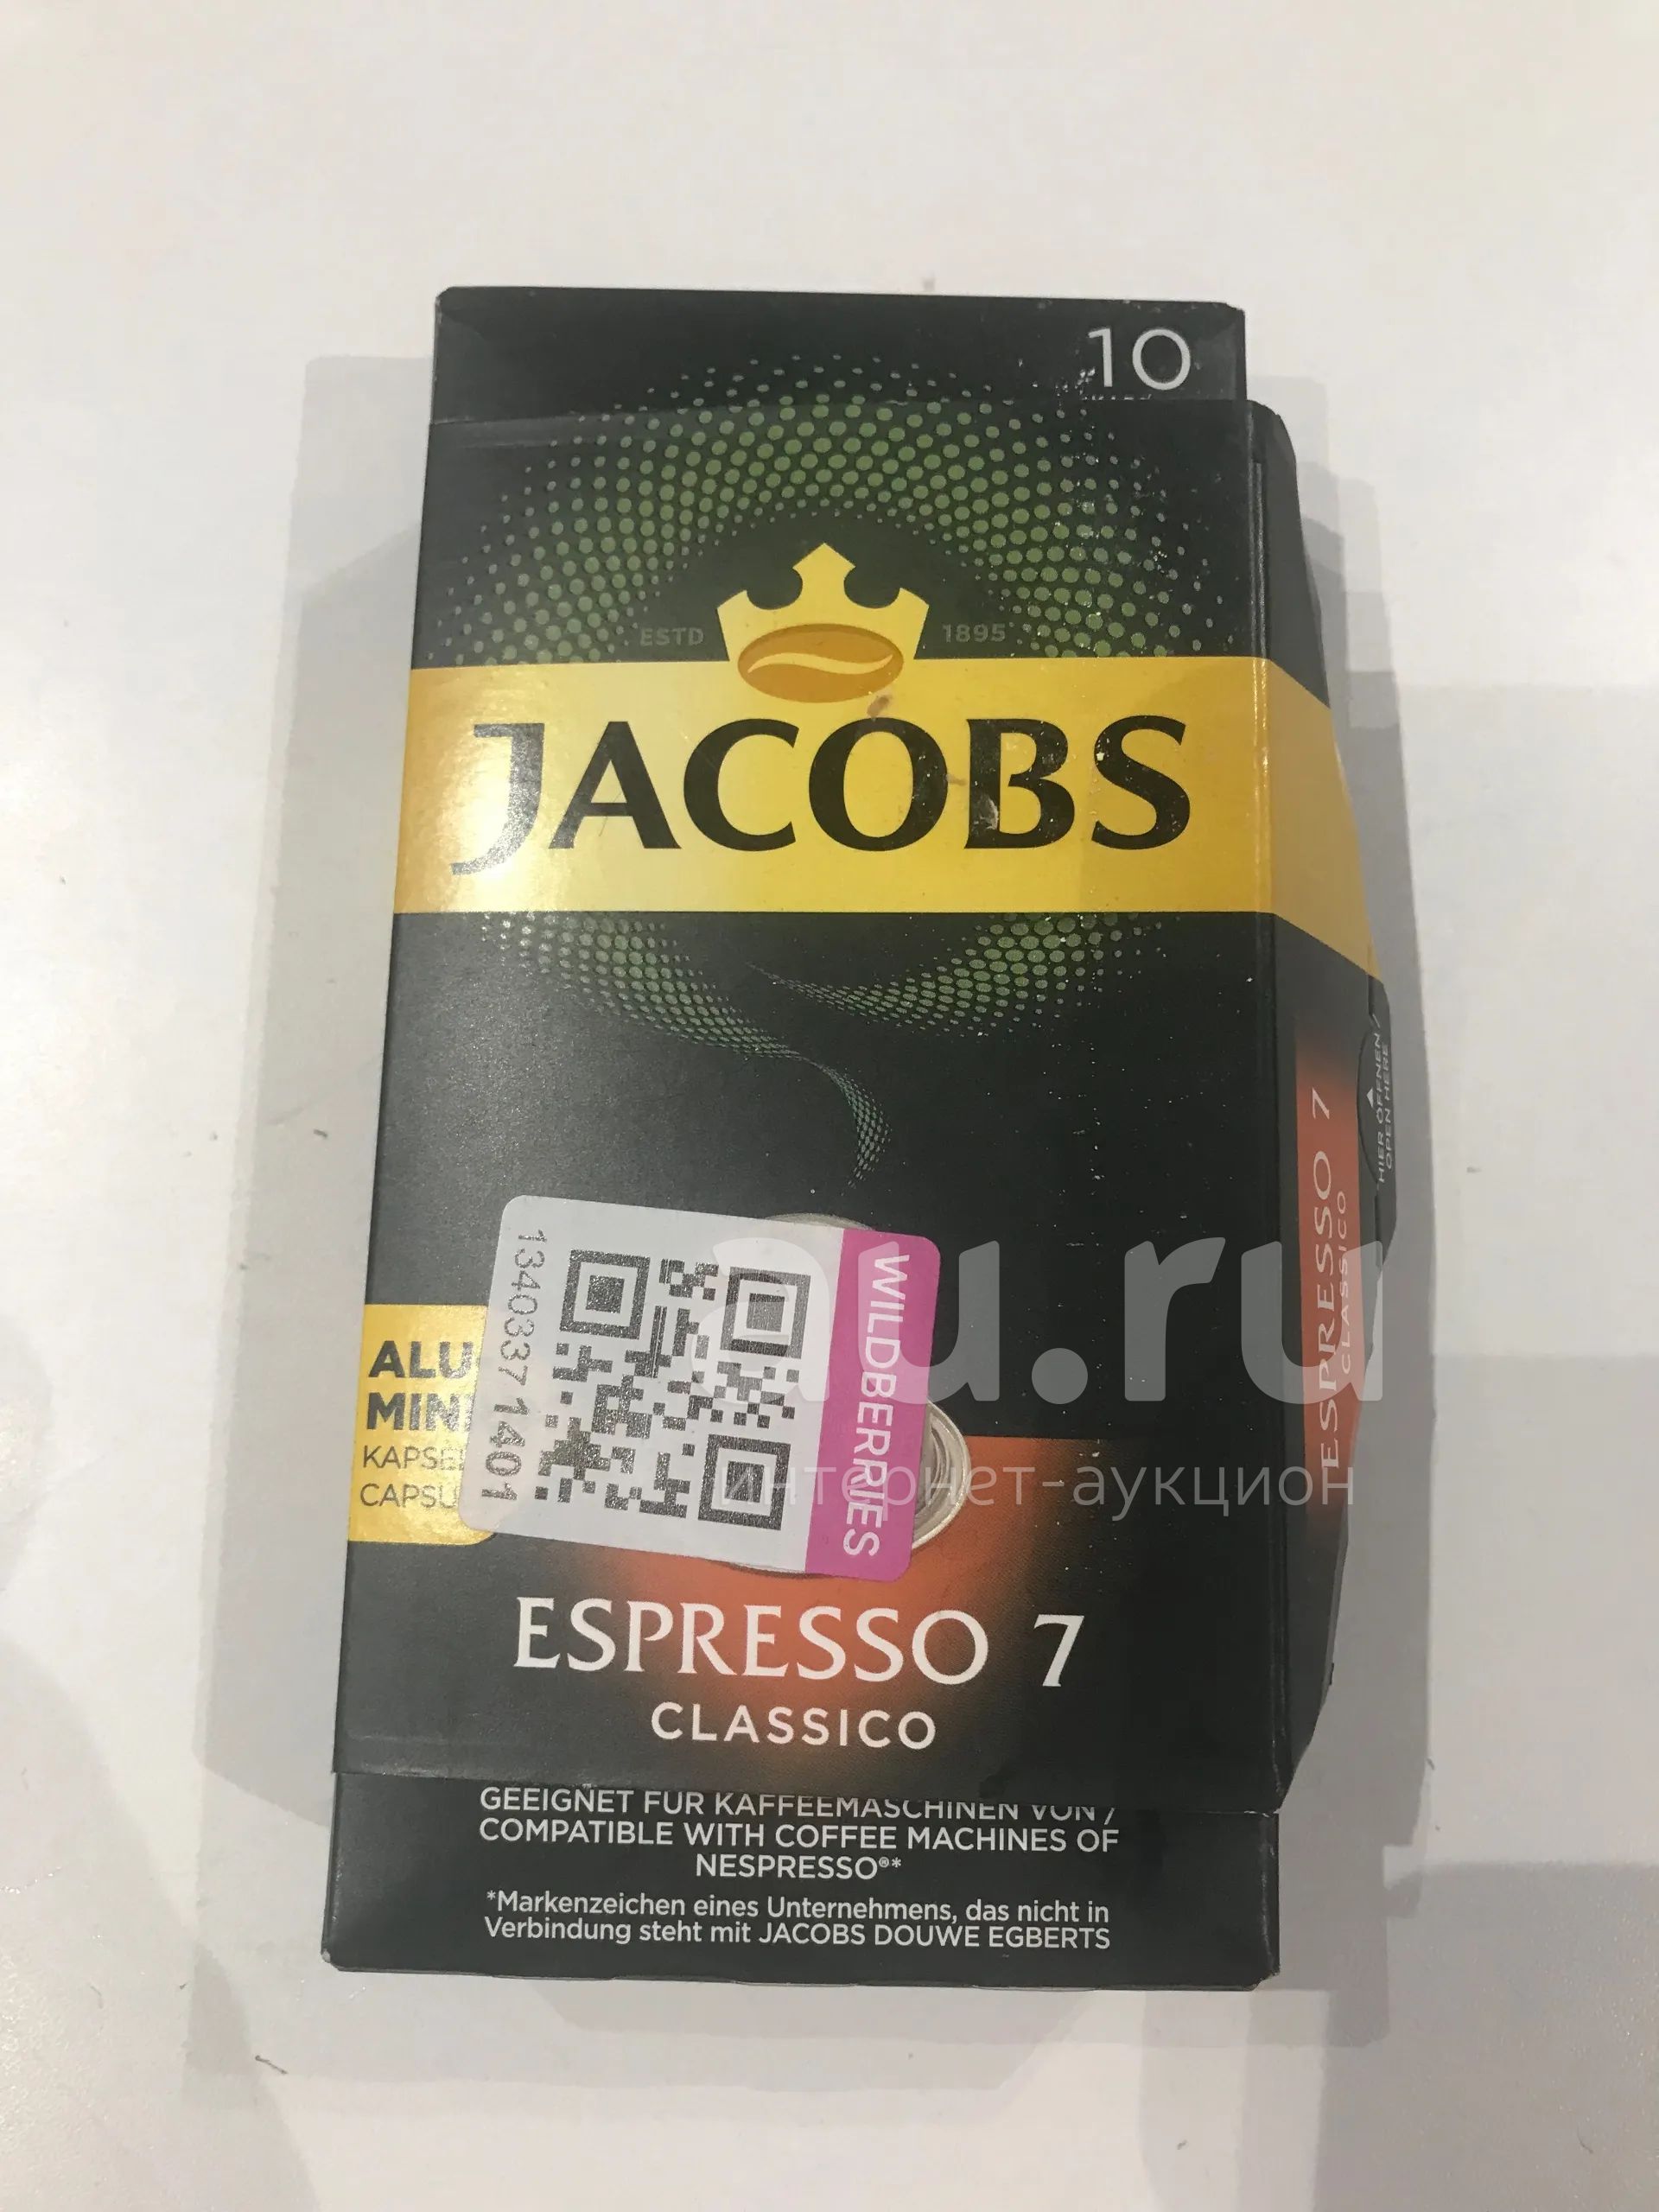 10
ESTD 1895
JACOBS
HIER ÖFFNEN /
OPEN HERE
ESPRESSO 7
CLASSICO
WILDBERRIES
1340337 1401
au.ru
интернет-аукцион
ALU
MIN
KAPSE
CAPSU
ESPRESSO 7
CLASSICO
GEEIGNET FÜR KAFFEEMASCHINEN VON /
COMPATIBLE WITH COFFEE MACHINES OF
NESPRESSO®*
*Markenzeichen eines Unternehmens, das nicht in
Verbindung steht mit JACOBS DOUWE EGBERTS